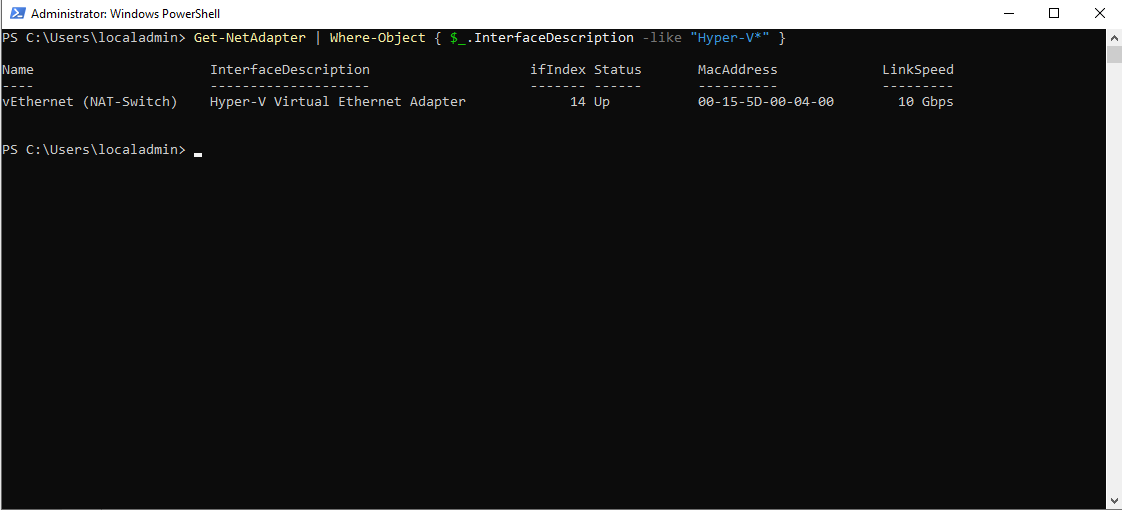 Administrator: Windows PowerShell
PS C:\Users\localadmin> Get-NetAdapter | Where-Object { $_.InterfaceDescription -like "Hyper-V*" }
Name                      InterfaceDescription                    ifIndex Status       MacAddress             LinkSpeed
----                      --------------------                    ------- ------       ----------             ---------
vEthernet (NAT-Switch)    Hyper-V Virtual Ethernet Adapter             14 Up           00-15-5D-00-04-00        10 Gbps
PS C:\Users\localadmin>